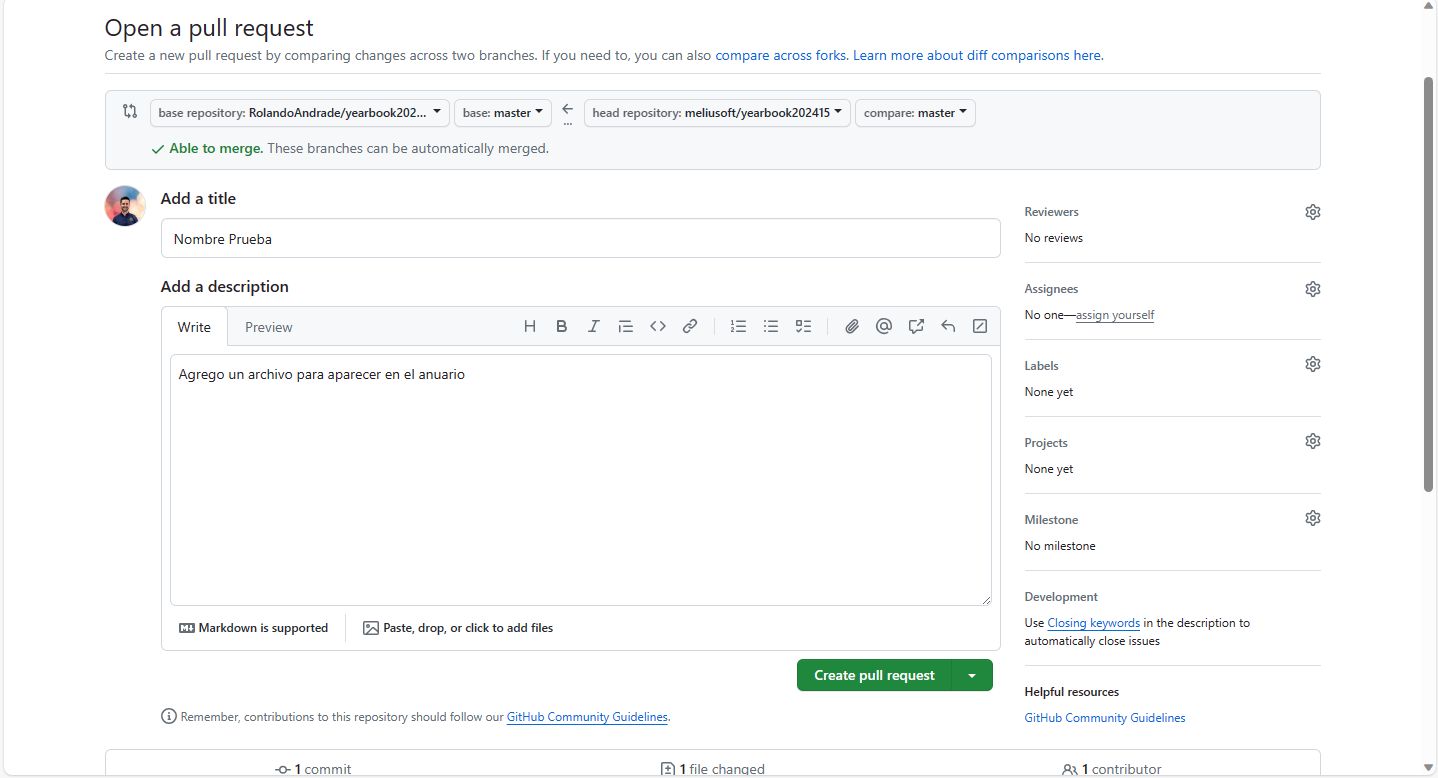 Open a pull request
Create a new pull request by comparing changes across two branches. If you need to, you can also compare across forks. Learn more about diff comparisons here.
base repository: RolandoAndrade/yearbook202... base: master head repository: meliusoft/yearbook202415 compare: master
Able to merge. These branches can be automatically merged.
Add a title
Nombre Prueba
Add a description
Write Preview
Agrego un archivo para aparecer en el anuario
Markdown is supported
Paste, drop, or click to add files
Create pull request
Remember, contributions to this repository should follow our GitHub Community Guidelines.
Reviewers
No reviews
Assignees
No one—assign yourself
Labels
None yet
Projects
None yet
Milestone
No milestone
Development
Use Closing keywords in the description to
automatically close issues
Helpful resources
GitHub Community Guidelines
1 commit 1 file changed 1 contributor